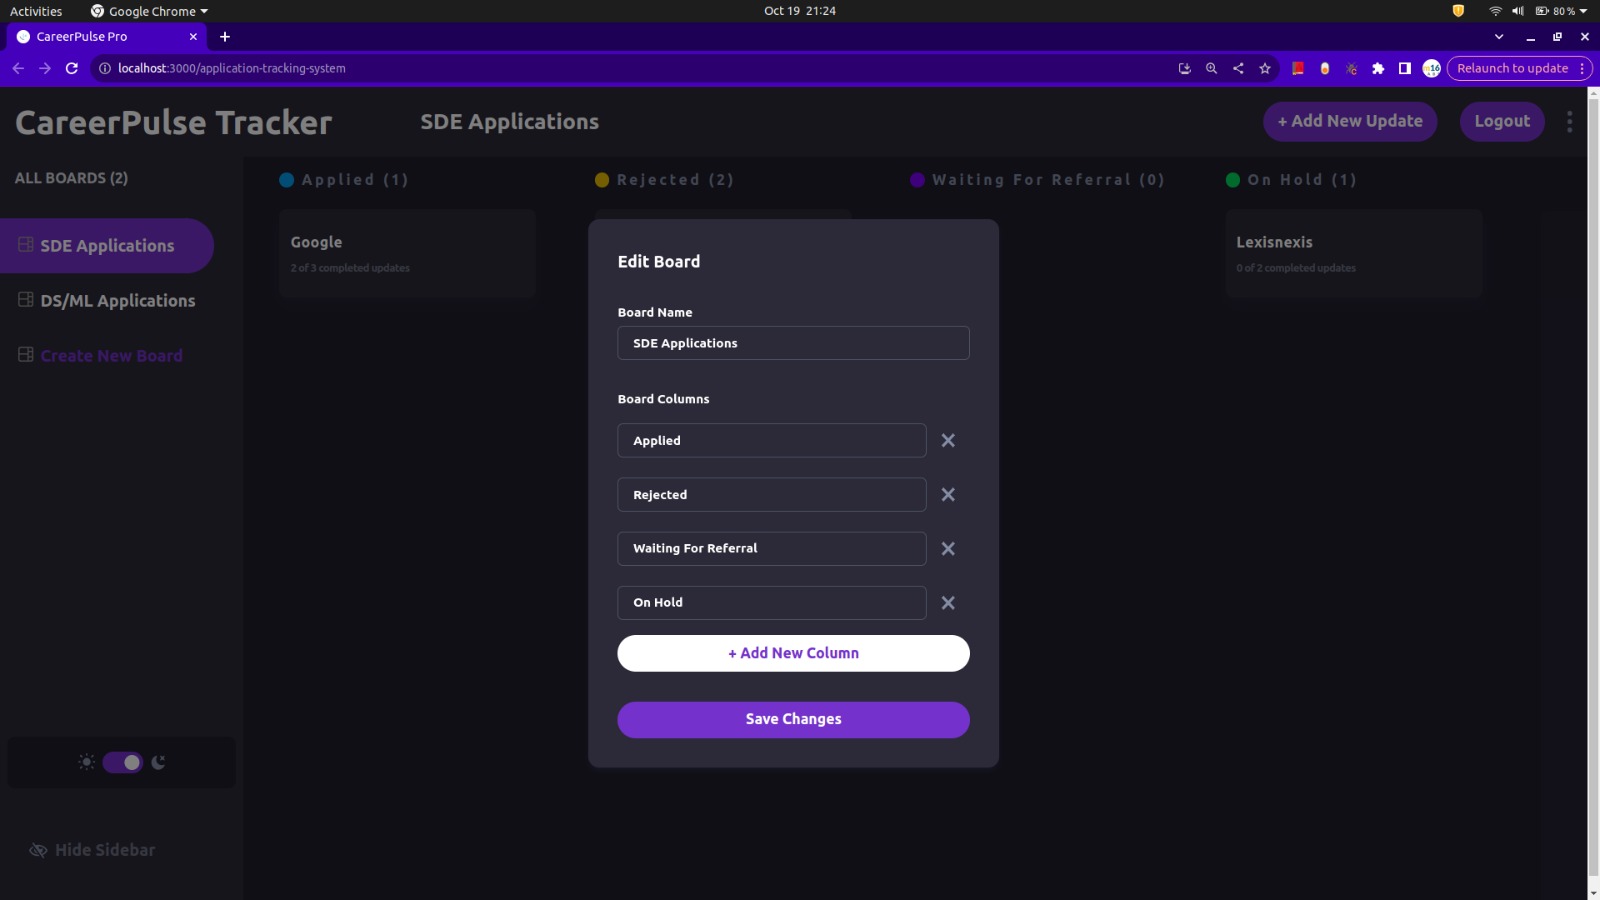 Activities
Google Chrome
Oct 19 21:24
80 %
CareerPulse Pro
localhost:3000/application-tracking-system
16
Relaunch to update
CareerPulse Tracker
SDE Applications
+ Add New Update
Logout
ALL BOARDS (2)
SDE Applications
DS/ML Applications
Create New Board
Hide Sidebar
Applied (1)
Rejected (2)
Waiting For Referral (0)
On Hold (1)
Google
2 of 3 completed updates
Lexisnexis
0 of 2 completed updates
Edit Board
Board Name
SDE Applications
Board Columns
Applied
Rejected
Waiting For Referral
On Hold
+ Add New Column
Save Changes